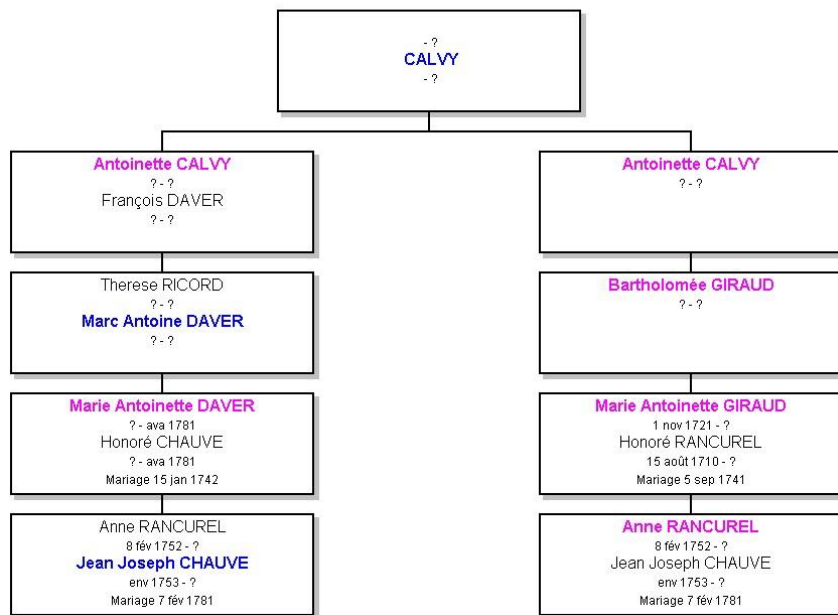 - ?
CALVY
- ?
Antoinette CALVY
? - ?
François DAVER
? - ?
Antoinette CALVY
? - ?
Therese RICORD
? - ?
Marc Antoine DAVER
? - ?
Bartholomée GIRAUD
? - ?
Marie Antoinette DAVER
? - ava 1781
Honoré CHAUVE
? - ava 1781
Mariage 15 jan 1742
Marie Antoinette GIRAUD
1 nov 1721 - ?
Honoré RANCUREL
15 août 1710 - ?
Mariage 5 sep 1741
Anne RANCUREL
8 fév 1752 - ?
Jean Joseph CHAUVE
env 1753 - ?
Mariage 7 fév 1781
Anne RANCUREL
8 fév 1752 - ?
Jean Joseph CHAUVE
env 1753 - ?
Mariage 7 fév 1781